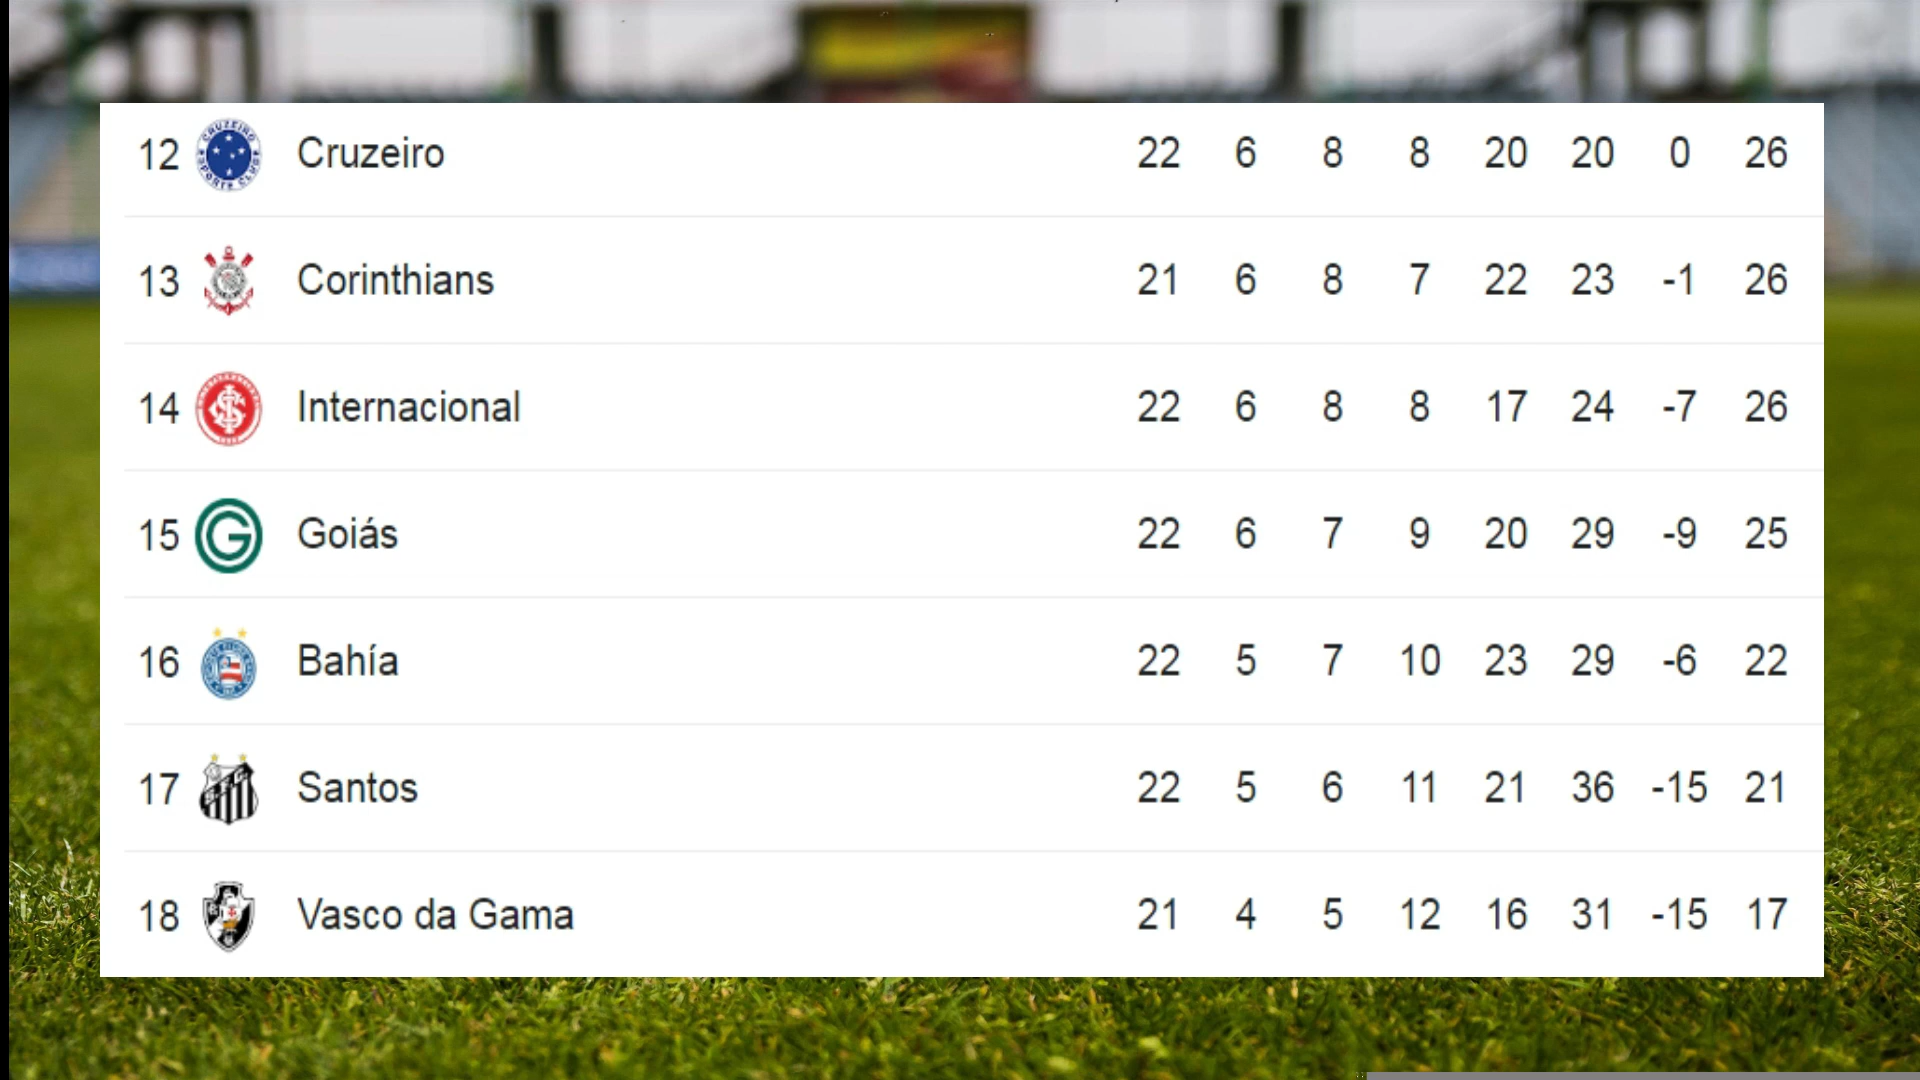 12 Cruzeiro 22 6 8 8 20 20 0 26
13 Corinthians 21 6 8 7 22 23 -1 26
14 Internacional 22 6 8 8 17 24 -7 26
15 Goiás 22 6 7 9 20 29 -9 25
16 Bahía 22 5 7 10 23 29 -6 22
17 Santos 22 5 6 11 21 36 -15 21
18 Vasco da Gama 21 4 5 12 16 31 -15 17